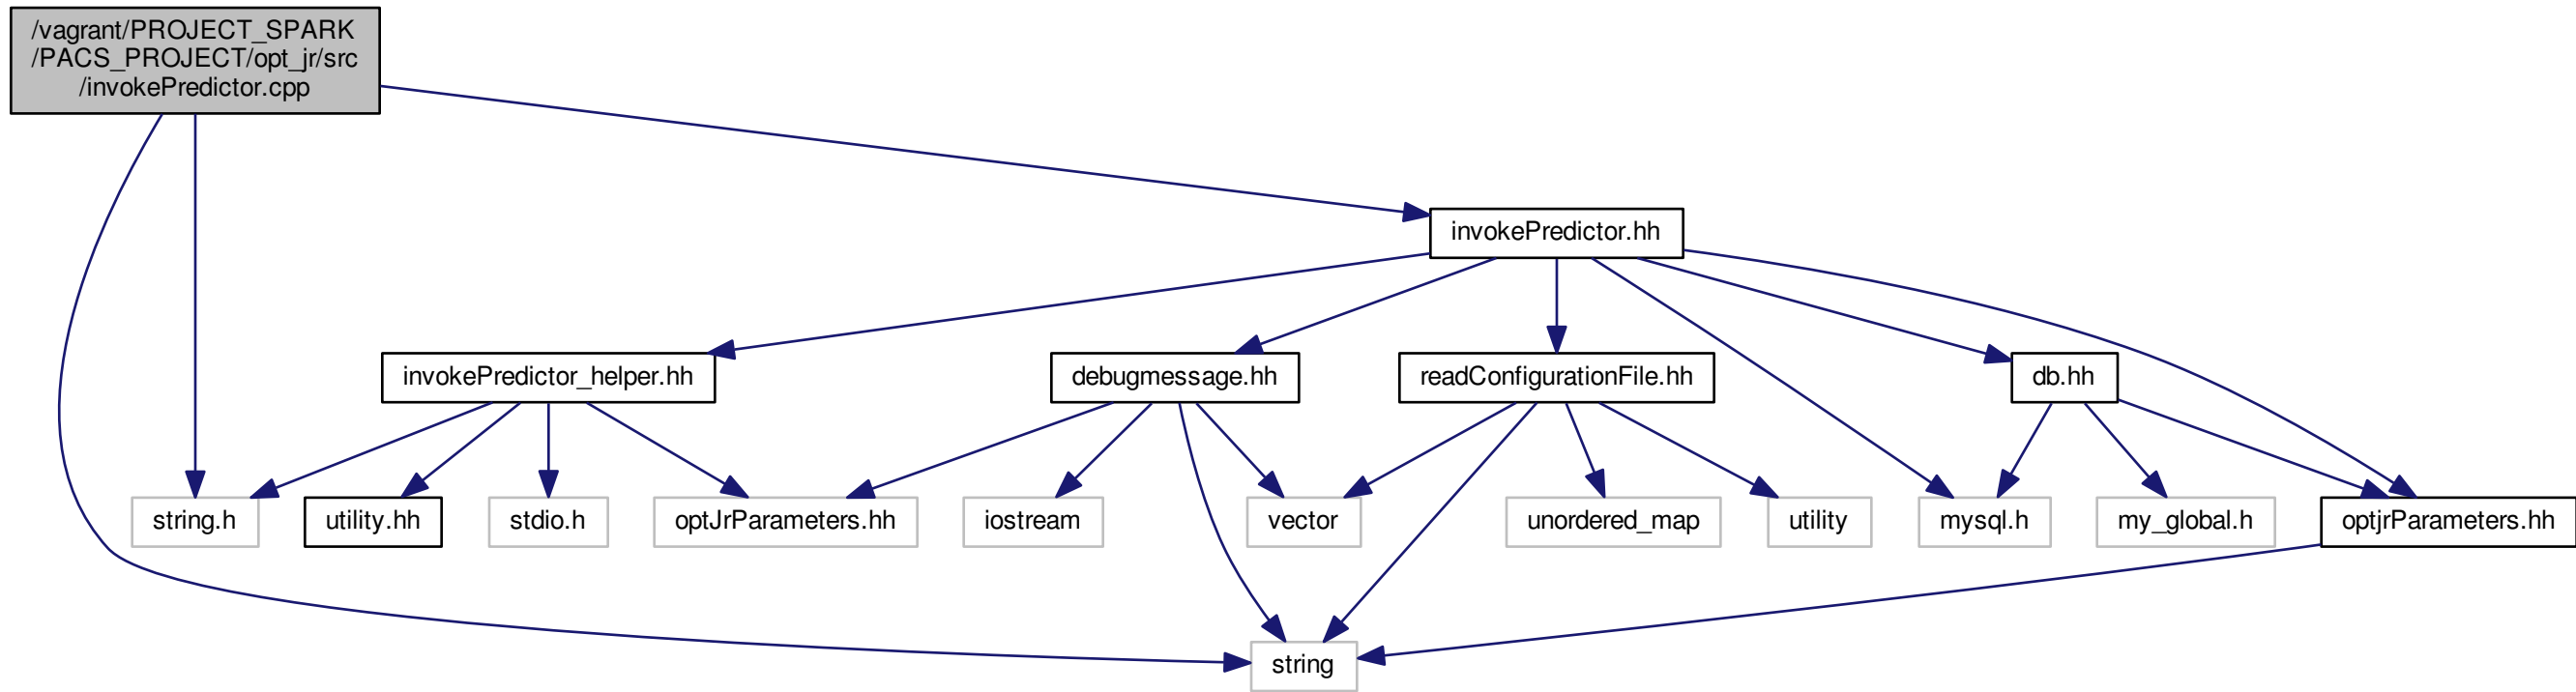 /vagrant/PROJECT_SPARK
/PACS_PROJECT/opt_jr/src
/invokePredictor.cpp
invokePredictor.hh
invokePredictor_helper.hh
debugmessage.hh
readConfigurationFile.hh
db.hh
string.h
utility.hh
stdio.h
optJrParameters.hh
iostream
vector
unordered_map
utility
mysql.h
my_global.h
optjrParameters.hh
string